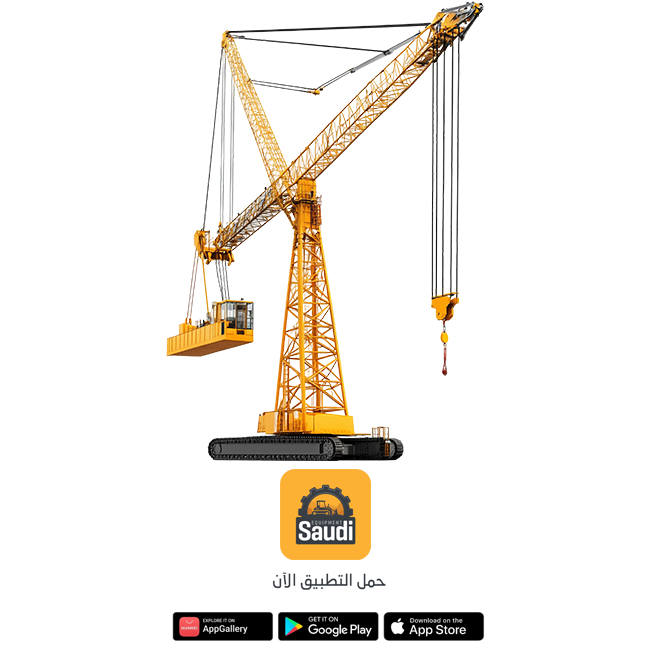 EQUIPMENT
Saudi
حمل التطبيق الآن
EXPLORE IT ON
AppGallery
GET IT ON
Google Play
Download on the
App Store